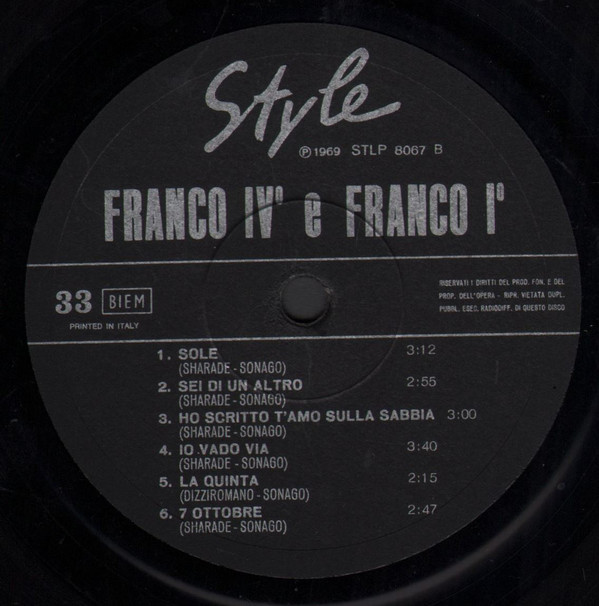 Style
℗1969 STLP 8067 B
FRANCO IV° e FRANCO I°
33 BIEM
PRINTED IN ITALY
RISERVATI I DIRITTI DEL PROD. FON. E DEL
PROP. DELL'OPERA - RIPR. VIETATA DUPL.
PUBBL. ESEC. RADIODIFF. DI QUESTO DISCO
1. SOLE 3:12
(SHARADE - SONAGO)
2. SEI DI UN ALTRO 2:55
(SHARADE - SONAGO)
3. HO SCRITTO T'AMO SULLA SABBIA 3:00
(SHARADE - SONAGO)
4. IO VADO VIA 3:40
(SHARADE - SONAGO)
5. LA QUINTA 2:15
(DIZZIROMANO - SONAGO)
6. 7 OTTOBRE 2:47
(SHARADE - SONAGO)